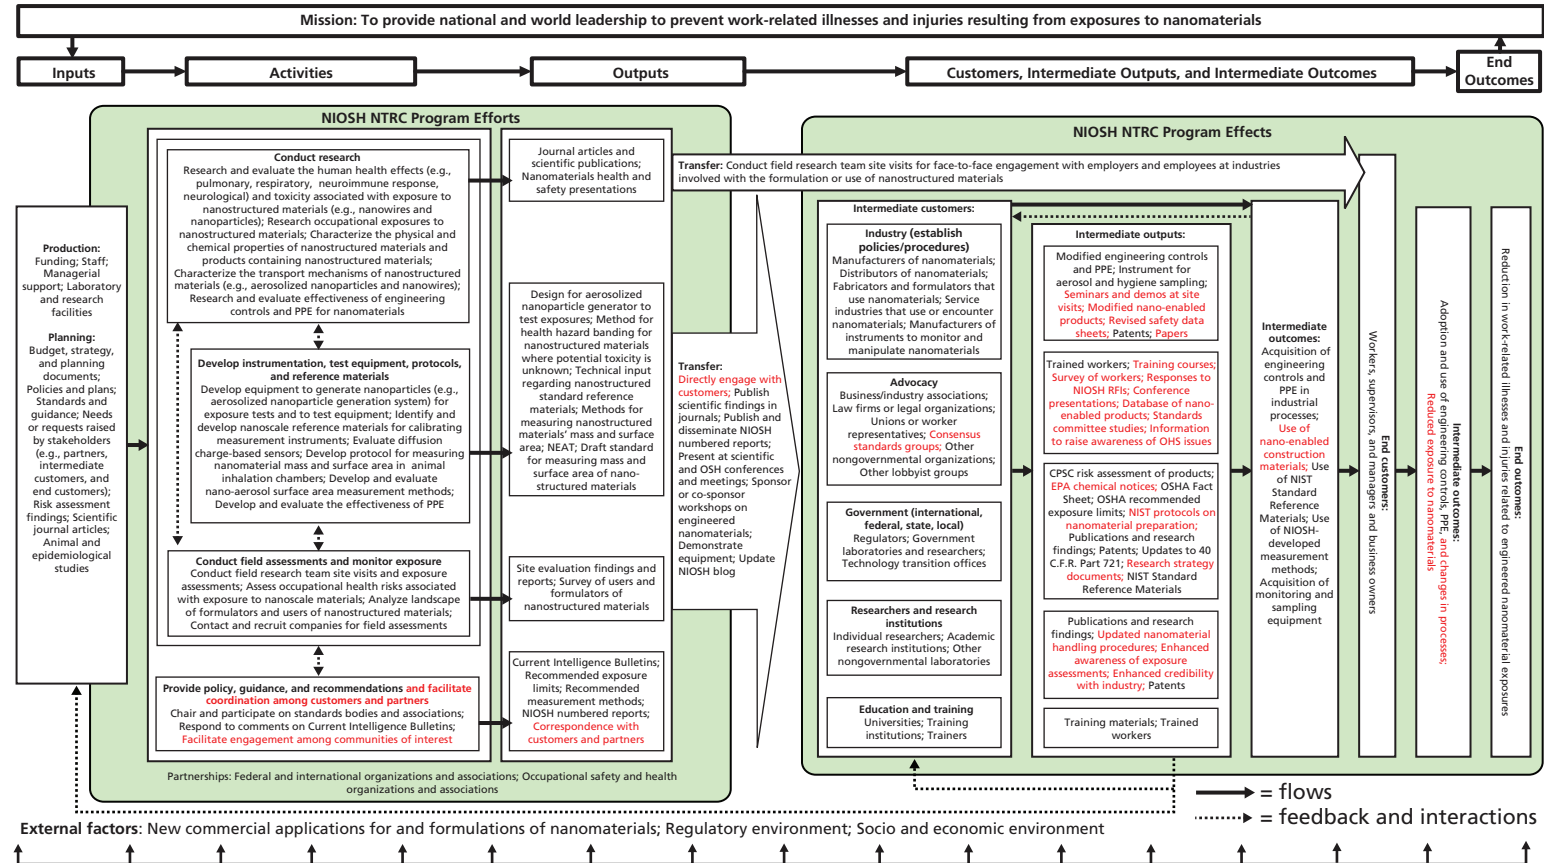 Mission: To provide national and world leadership to prevent work-related illnesses and injuries resulting from exposures to nanomaterials
Inputs
Activities
Outputs
Customers, Intermediate Outputs, and Intermediate Outcomes
End
Outcomes
NIOSH NTRC Program Efforts
Production:
Funding; Staff;
Managerial
support; Laboratory
and research
facilities
Planning:
Budget, strategy,
and planning
documents;
Policies and plans;
Standards and
guidance; Needs
or requests raised
by stakeholders
(e.g., partners,
intermediate
customers, and
end customers);
Risk assessment
findings; Scientific
journal articles;
Animal and
epidemiological
studies
Conduct research
Research and evaluate the human health effects (e.g.,
pulmonary, respiratory, neuroimmune response,
neurological) and toxicity associated with exposure to
nanostructured materials (e.g., nanowires and
nanoparticles); Research occupational exposures to
nanostructured materials; Characterize the physical and
chemical properties of nanostructured materials and
products containing nanostructured materials;
Characterize the transport mechanisms of nanostructured
materials (e.g., aerosolized nanoparticles and nanowires);
Research and evaluate effectiveness of engineering
controls and PPE for nanomaterials
Develop instrumentation, test equipment, protocols,
and reference materials
Develop equipment to generate nanoparticles (e.g.,
aerosolized nanoparticle generation system) for
exposure tests and to test equipment; Identify and
develop nanoscale reference materials for calibrating
measurement instruments; Evaluate diffusion
charge-based sensors; Develop protocol for measuring
nanomaterial mass and surface area in animal
inhalation chambers; Develop and evaluate
nano-aerosol surface area measurement methods;
Develop and evaluate the effectiveness of PPE
Conduct field assessments and monitor exposure
Conduct field research team site visits and exposure
assessments; Assess occupational health risks associated
with exposure to nanoscale materials; Analyze landscape
of formulators and users of nanostructured materials;
Contact and recruit companies for field assessments
Provide policy, guidance, and recommendations and facilitate
coordination among customers and partners
Chair and participate on standards bodies and associations;
Respond to comments on Current Intelligence Bulletins;
Facilitate engagement among communities of interest
Journal articles and
scientific publications;
Nanomaterials health and
safety presentations
Design for aerosolized
nanoparticle generator to
test exposures; Method for
health hazard banding for
nanostructured materials
where potential toxicity is
unknown; Technical input
regarding nanostructured
standard reference
materials; Methods for
measuring nanostructured
materials' mass and surface
area; NEAT; Draft standard
for measuring mass and
surface area of nano-
structured materials
Site evaluation findings and
reports; Survey of users and
formulators of
nanostructured materials
Current Intelligence Bulletins;
Recommended exposure
limits; Recommended
measurement methods;
NIOSH numbered reports;
Correspondence with
customers and partners
Partnerships: Federal and international organizations and associations; Occupational safety and health
organizations and associations
Transfer: Conduct field research team site visits for face-to-face engagement with employers and employees at industries
involved with the formulation or use of nanostructured materials
Transfer:
Directly engage with
customers; Publish
scientific findings in
journals; Publish and
disseminate NIOSH
numbered reports;
Present at scientific
and OSH conferences
and meetings; Sponsor
or co-sponsor
workshops on
engineered
nanomaterials;
Demonstrate
equipment; Update
NIOSH blog
NIOSH NTRC Program Effects
Intermediate customers:
Industry (establish
policies/procedures)
Manufacturers of nanomaterials;
Distributors of nanomaterials;
Fabricators and formulators that
use nanomaterials; Service
industries that use or encounter
nanomaterials; Manufacturers of
instruments to monitor and
manipulate nanomaterials
Advocacy
Business/industry associations;
Law firms or legal organizations;
Unions or worker
representatives; Consensus
standards groups; Other
nongovernmental organizations;
Other lobbyist groups
Government (international,
federal, state, local)
Regulators; Government
laboratories and researchers;
Technology transition offices
Researchers and research
institutions
Individual researchers; Academic
research institutions; Other
nongovernmental laboratories
Education and training
Universities; Training
institutions; Trainers
Intermediate outputs:
Modified engineering controls
and PPE; Instrument for
aerosol and hygiene sampling;
Seminars and demos at site
visits; Modified nano-enabled
products; Revised safety data
sheets; Patents; Papers
Trained workers; Training courses;
Survey of workers; Responses to
NIOSH RFIs; Conference
presentations; Database of nano-
enabled products; Standards
committee studies; Information
to raise awareness of OHS issues
CPSC risk assessment of products;
EPA chemical notices; OSHA Fact
Sheet; OSHA recommended
exposure limits; NIST protocols on
nanomaterial preparation;
Publications and research
findings; Patents; Updates to 40
C.F.R. Part 721; Research strategy
documents; NIST Standard
Reference Materials
Publications and research
findings; Updated nanomaterial
handling procedures; Enhanced
awareness of exposure
assessments; Enhanced credibility
with industry; Patents
Training materials; Trained
workers
Intermediate
outcomes:
Acquisition of
engineering
controls and
PPE in
industrial
processes; Use of
nano-enabled
construction
materials; Use
of NIST
Standard
Reference
Materials; Use
of NIOSH-
developed
measurement
methods;
Acquisition of
monitoring and
sampling
equipment
End customers:
Workers, supervisors, and managers and business owners
Intermediate outcomes:
Adoption and use of engineering controls, PPE, and changes in processes;
Reduced exposure to nanomaterials
End outcomes:
Reduction in work-related illnesses and injuries related to engineered nanomaterial exposures
= flows
= feedback and interactions
External factors: New commercial applications for and formulations of nanomaterials; Regulatory environment; Socio and economic environment